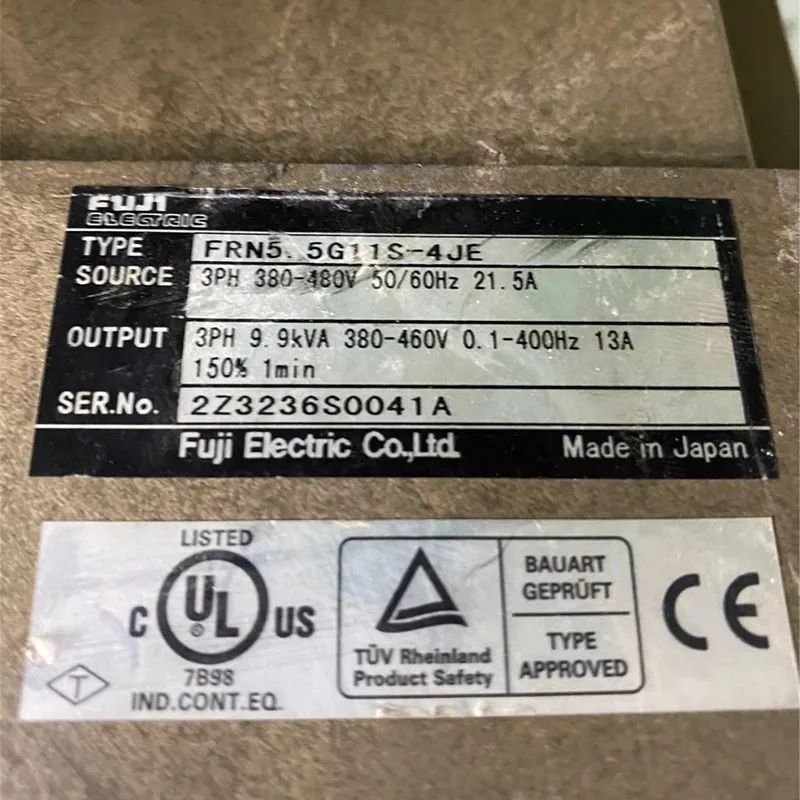 FUJI
ELECTRIC
TYPE FRN5.5G11S-4JE
SOURCE 3PH 380-480V 50/60Hz 21.5A
OUTPUT 3PH 9.9kVA 380-460V 0.1-400Hz 13A
150% 1min
SER.No. 2Z3236S0041A
Fuji Electric Co.,Ltd. Made in Japan
LISTED
C UL ® US
7B98
IND.CONT.EQ.
T
TÜV Rheinland
Product Safety
BAUART
GEPRÜFT
TYPE
APPROVED
CE